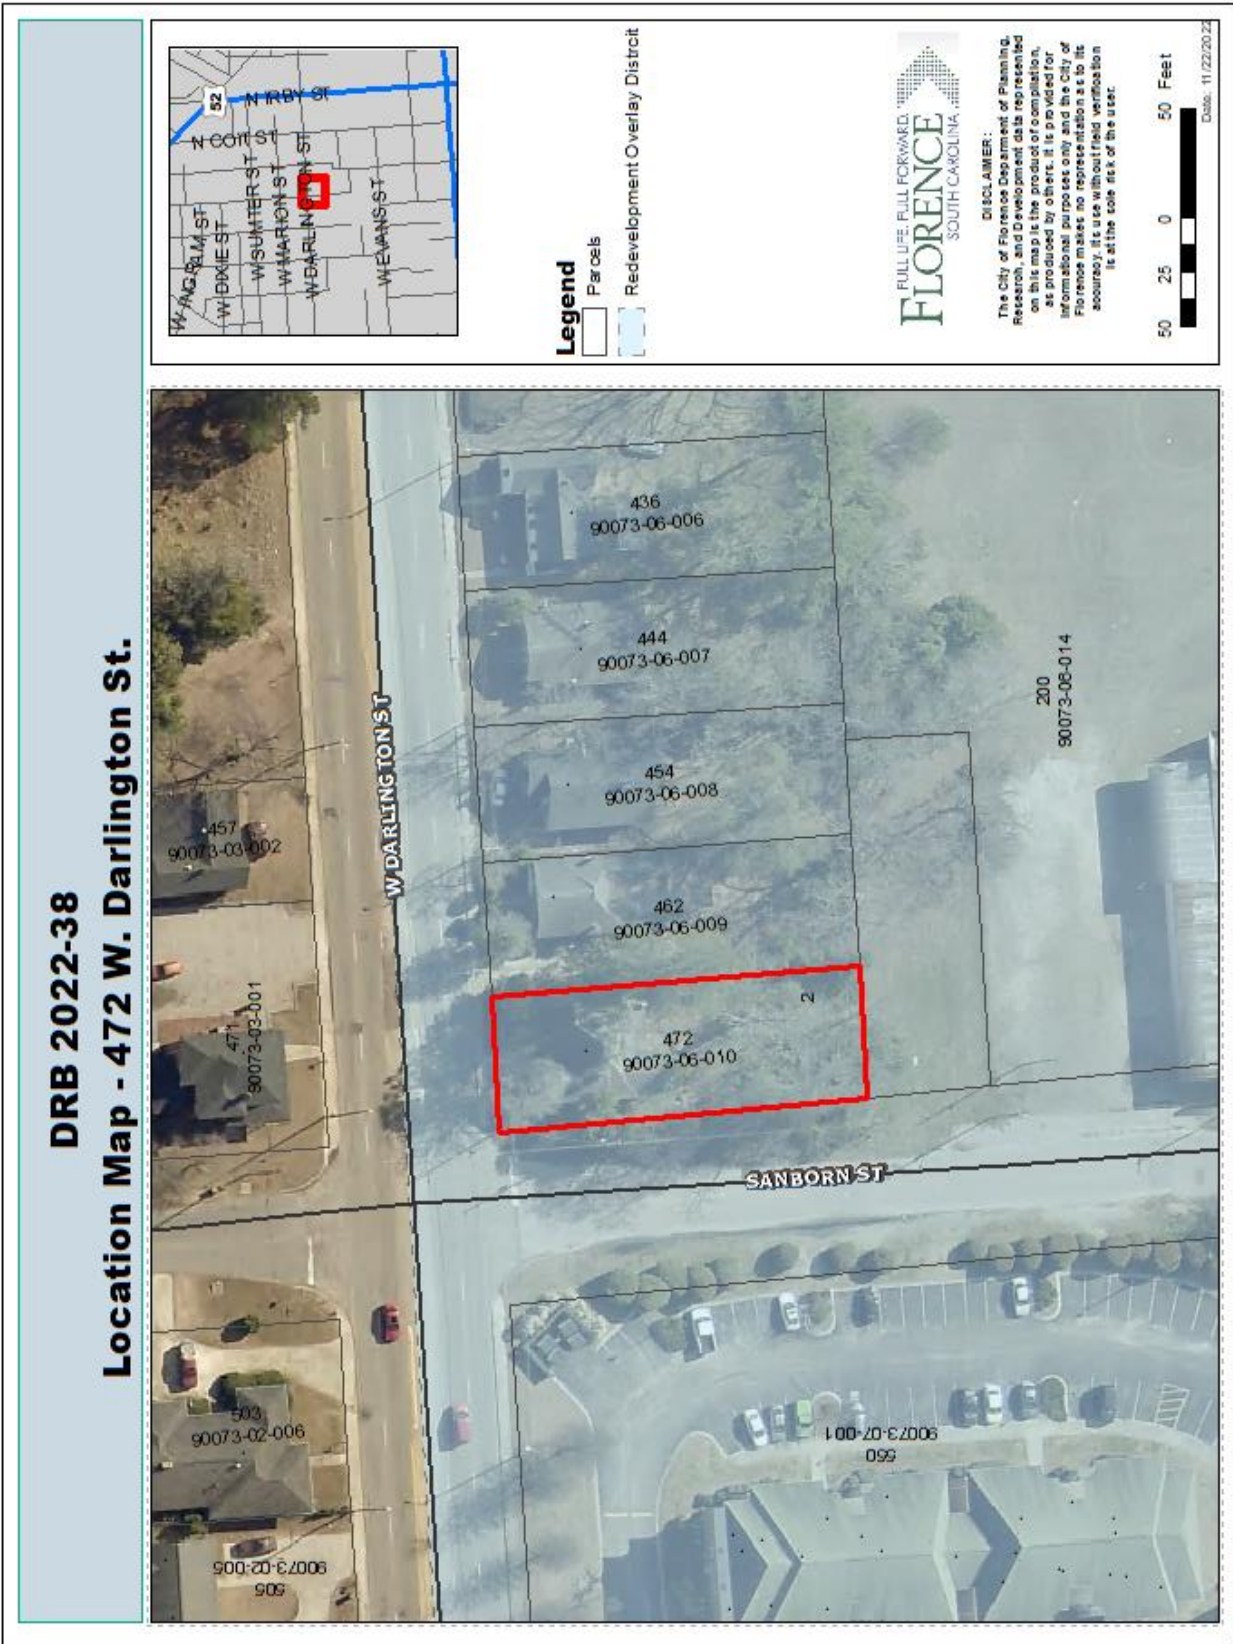 DRB 2022-38
Location Map - 472 W. Darlington St.
505
90073-02-005
503
90073-02-006
471
90073-03-001
457
90073-03-002
W DARLINGTON ST
SANBORN ST
550
90073-07-001
472
90073-06-010
2
462
90073-06-009
454
90073-06-008
444
90073-06-007
436
90073-06-006
200
90073-06-014
52
N IRBY ST
N COIT ST
W DIXIE ST
W SUMTER ST
W MARION ST
W DARLINGTON ST
W EVANS ST
Legend
Parcels
Redevelopment Overlay Distrcit
FULL LIFE. FULL FORWARD.
FLORENCE
SOUTH CAROLINA
DISCLAIMER:
The City of Florence Deparment of Planning,
Research, and Development data represented
on this map is the product of compilation,
as produced by others. It is provided for
informational purposes only and the City of
Florence makes no representation as to its
accuracy. Its use without field verification
is at the sole risk of the user.
50 25 0 50 Feet
Date: 11/22/2022